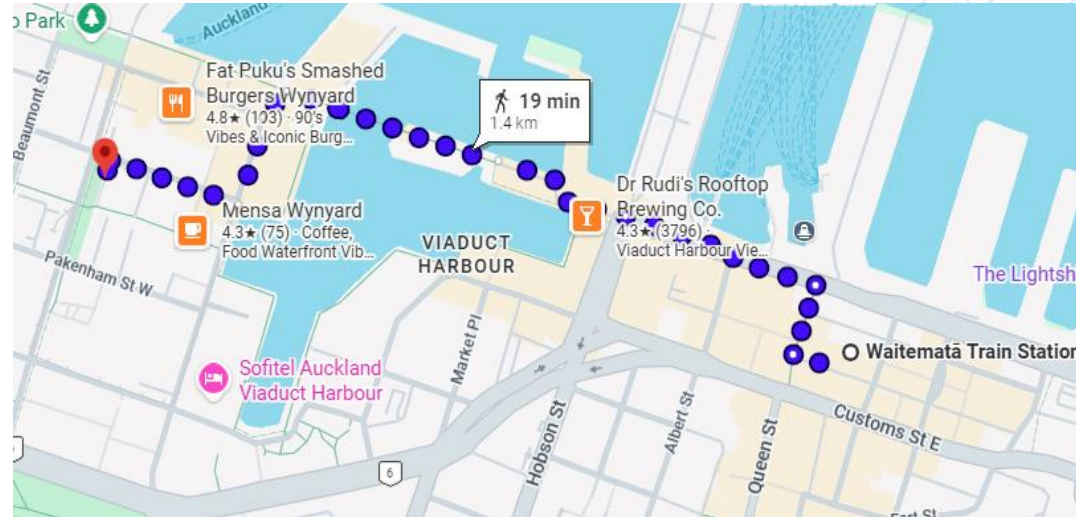 o Park
Auckland
Beaumont St
Fat Puku's Smashed
Burgers Wynyard
4.8★ (103) · 90's
Vibes & Iconic Burg...
19 min
1.4 km
Dr Rudi's Rooftop
Brewing Co.
4.3★ (3796) ·
Viaduct Harbour Vie...
Mensa Wynyard
4.3★ (75) · Coffee,
Food Waterfront Vib...
VIADUCT
HARBOUR
Pakenham St W
The Lightsh
Waitematā Train Station
Sofitel Auckland
Viaduct Harbour
Market Pl
Hobson St
Albert St
Queen St
Customs St E
6
Fort St